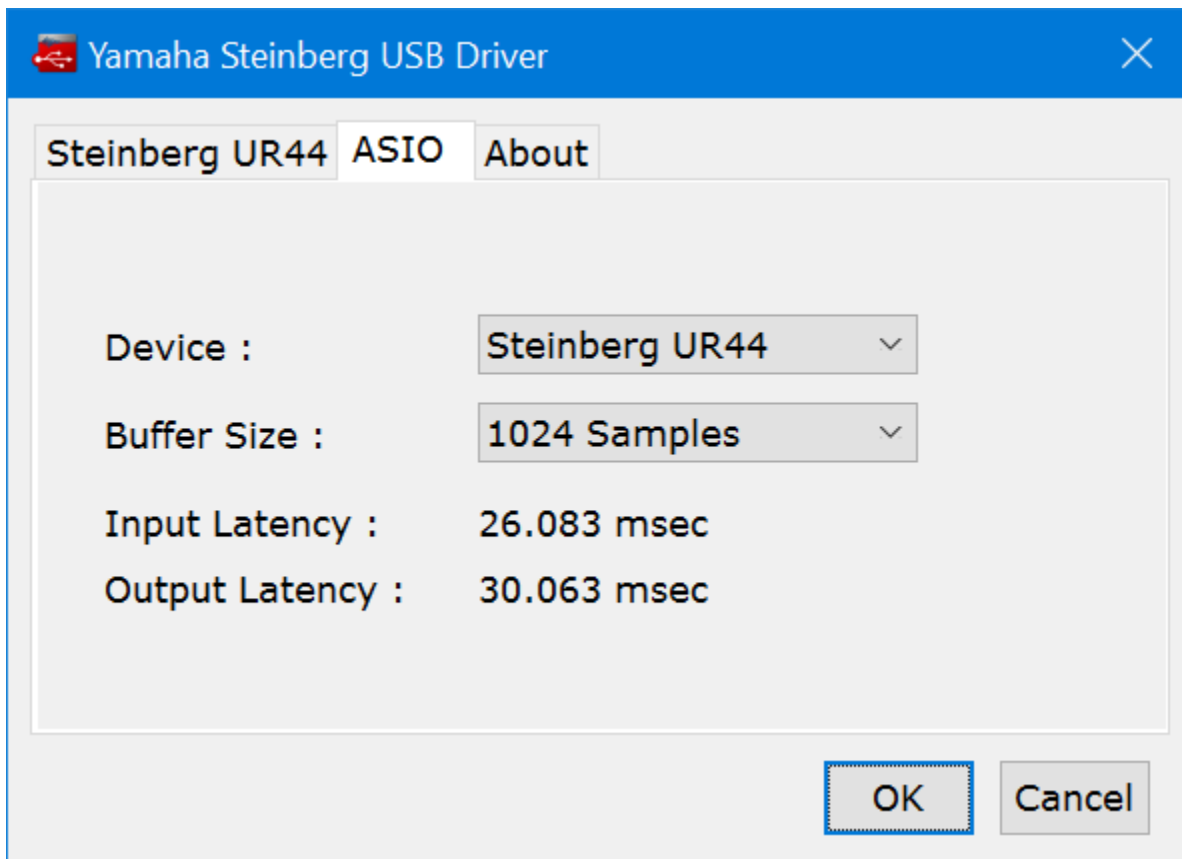 Yamaha Steinberg USB Driver
Steinberg UR44 ASIO About
Device : Steinberg UR44
Buffer Size : 1024 Samples
Input Latency : 26.083 msec
Output Latency : 30.063 msec
OK Cancel